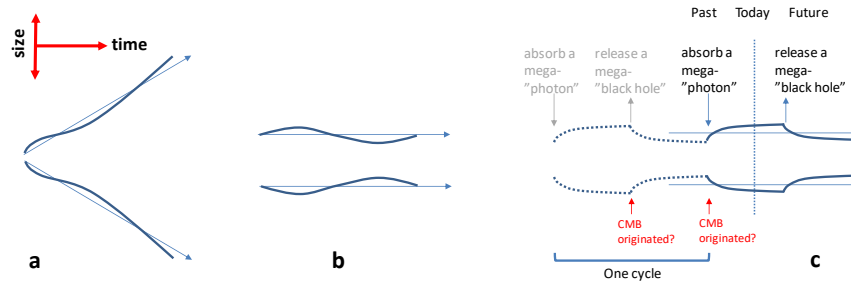 size
time
a
b
absorb a
mega-
”photon”
release a
mega-
”black hole”
Past
Today
Future
absorb a
mega-
”photon”
release a
mega-
”black hole”
CMB
originated?
CMB
originated?
One cycle
c